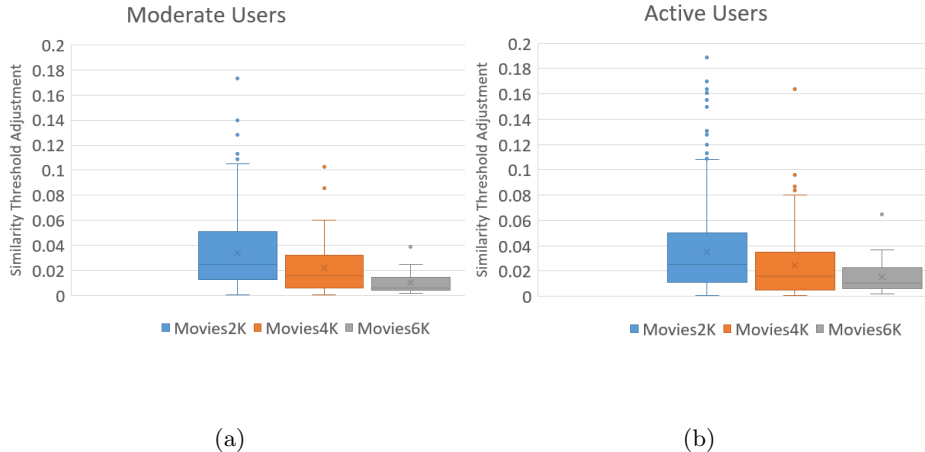 Moderate Users
Similarity Threshold Adjustment
0.2
0.18
0.16
0.14
0.12
0.1
0.08
0.06
0.04
0.02
0
Movies2K Movies4K Movies6K
(a)
Active Users
Similarity Threshold Adjustment
0.2
0.18
0.16
0.14
0.12
0.1
0.08
0.06
0.04
0.02
0
Movies2K Movies4K Movies6K
(b)